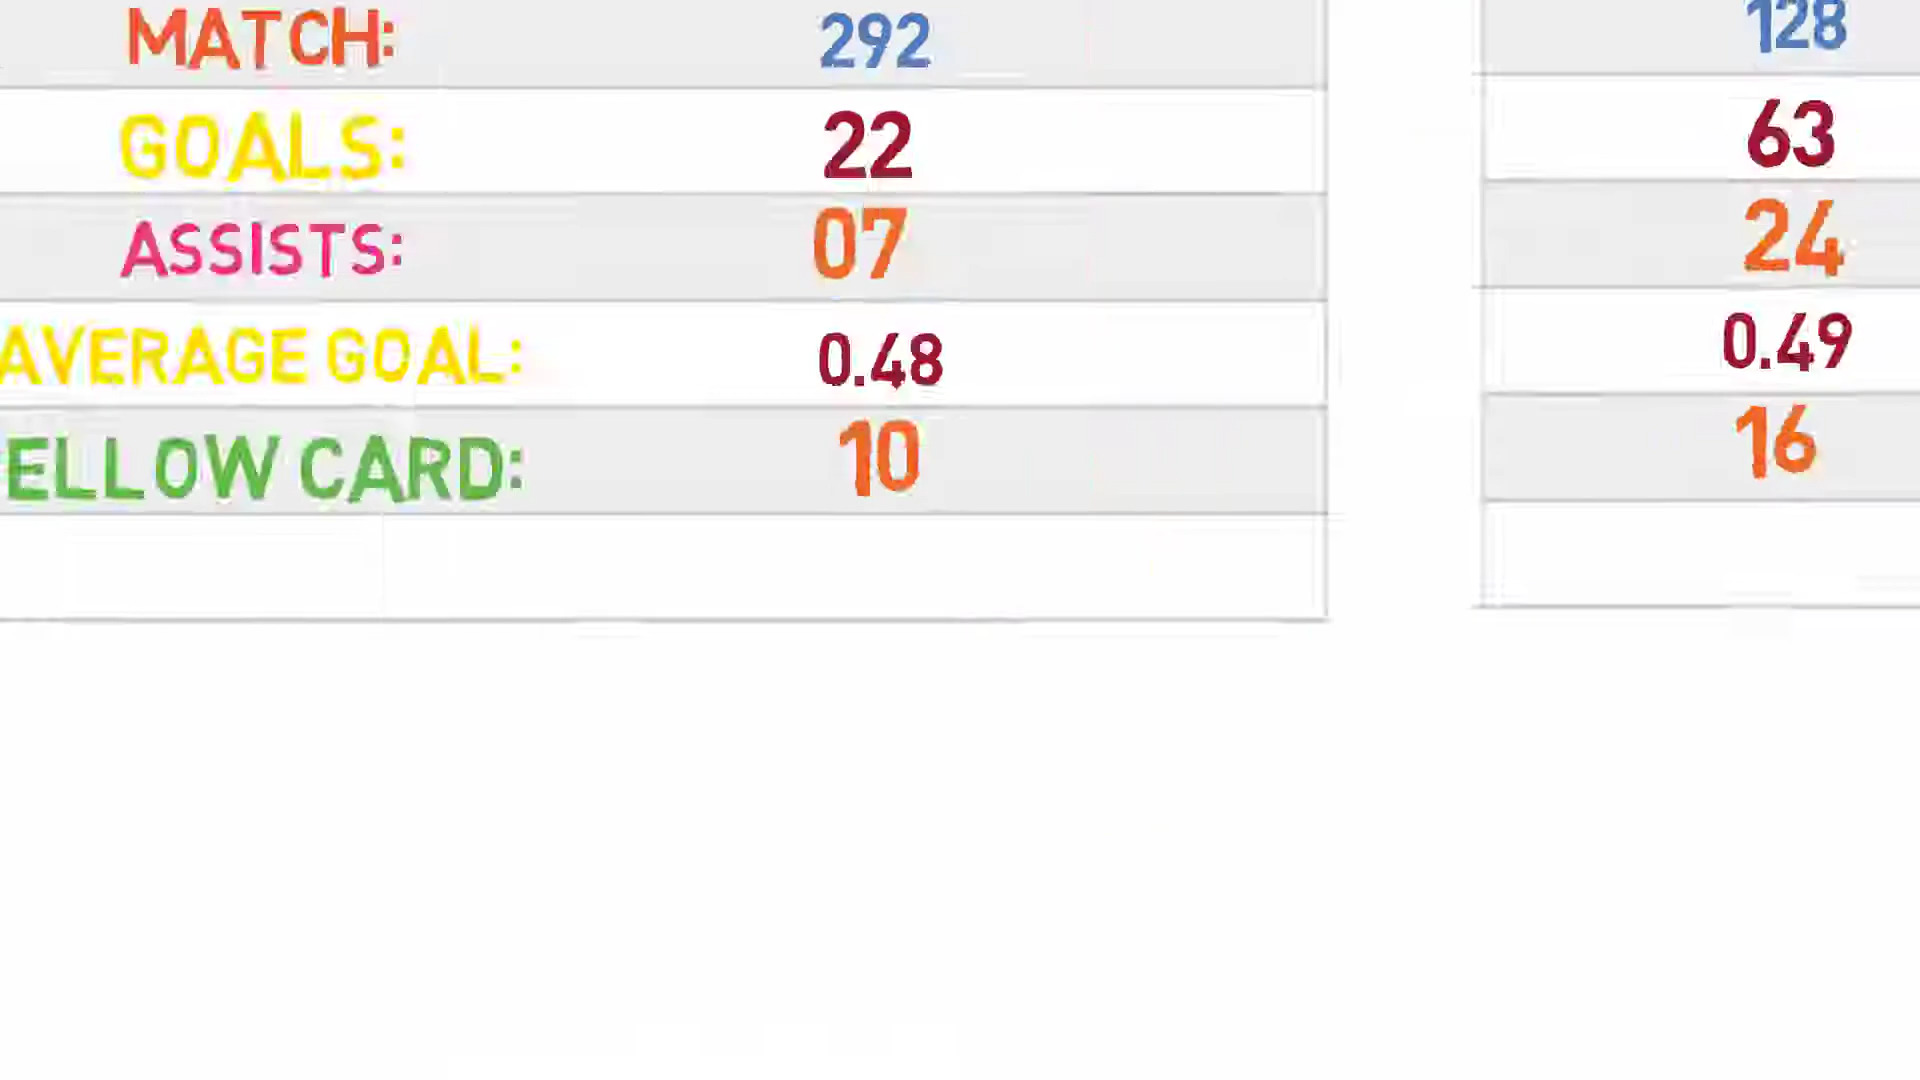 MATCH: 292 128
GOALS: 22 63
ASSISTS: 07 24
AVERAGE GOAL: 0.48 0.49
ELLOW CARD: 10 16